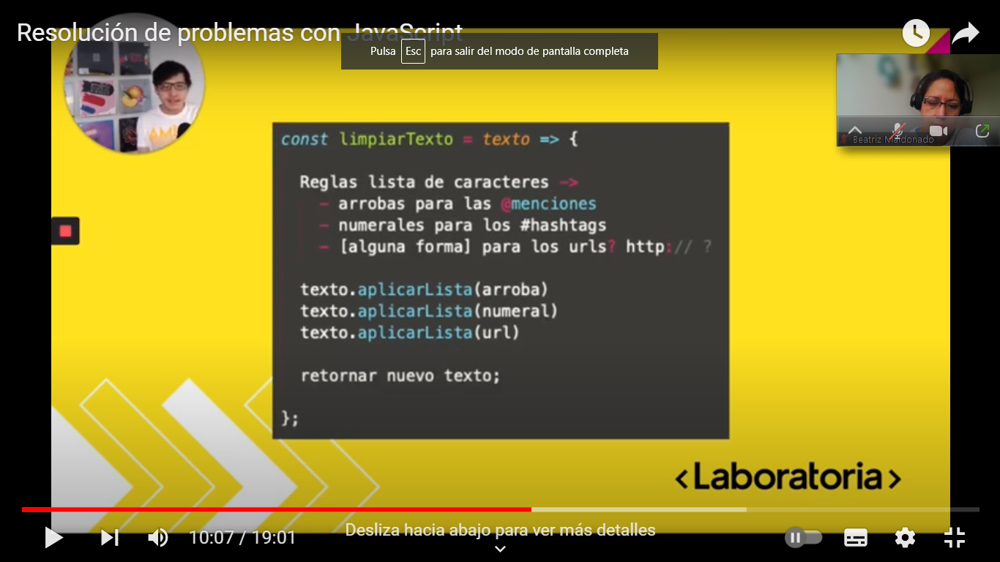 Resolución de problemas con JavaScript
Pulsa Esc para salir del modo de pantalla completa
Beatriz Maldonado
const limpiarTexto = texto => {
Reglas lista de caracteres ->
- arrobas para las @menciones
- numerales para los #hashtags
- [alguna forma] para los urls? http:// ?
texto.aplicarLista(arroba)
texto.aplicarLista(numeral)
texto.aplicarLista(url)
retornar nuevo texto;
};
<Laboratoria>
10:07 / 19:01
Desliza hacia abajo para ver más detalles